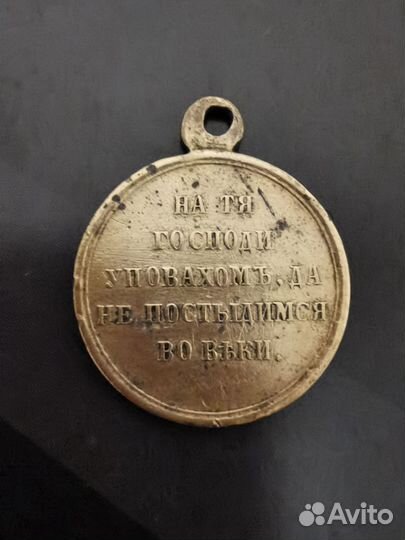 НА ТЯ
ГОСПОДИ
УПОВАХОМЪ, ДА
НЕ ПОСТЫДИМСЯ
ВО ВѢКИ.
Avito